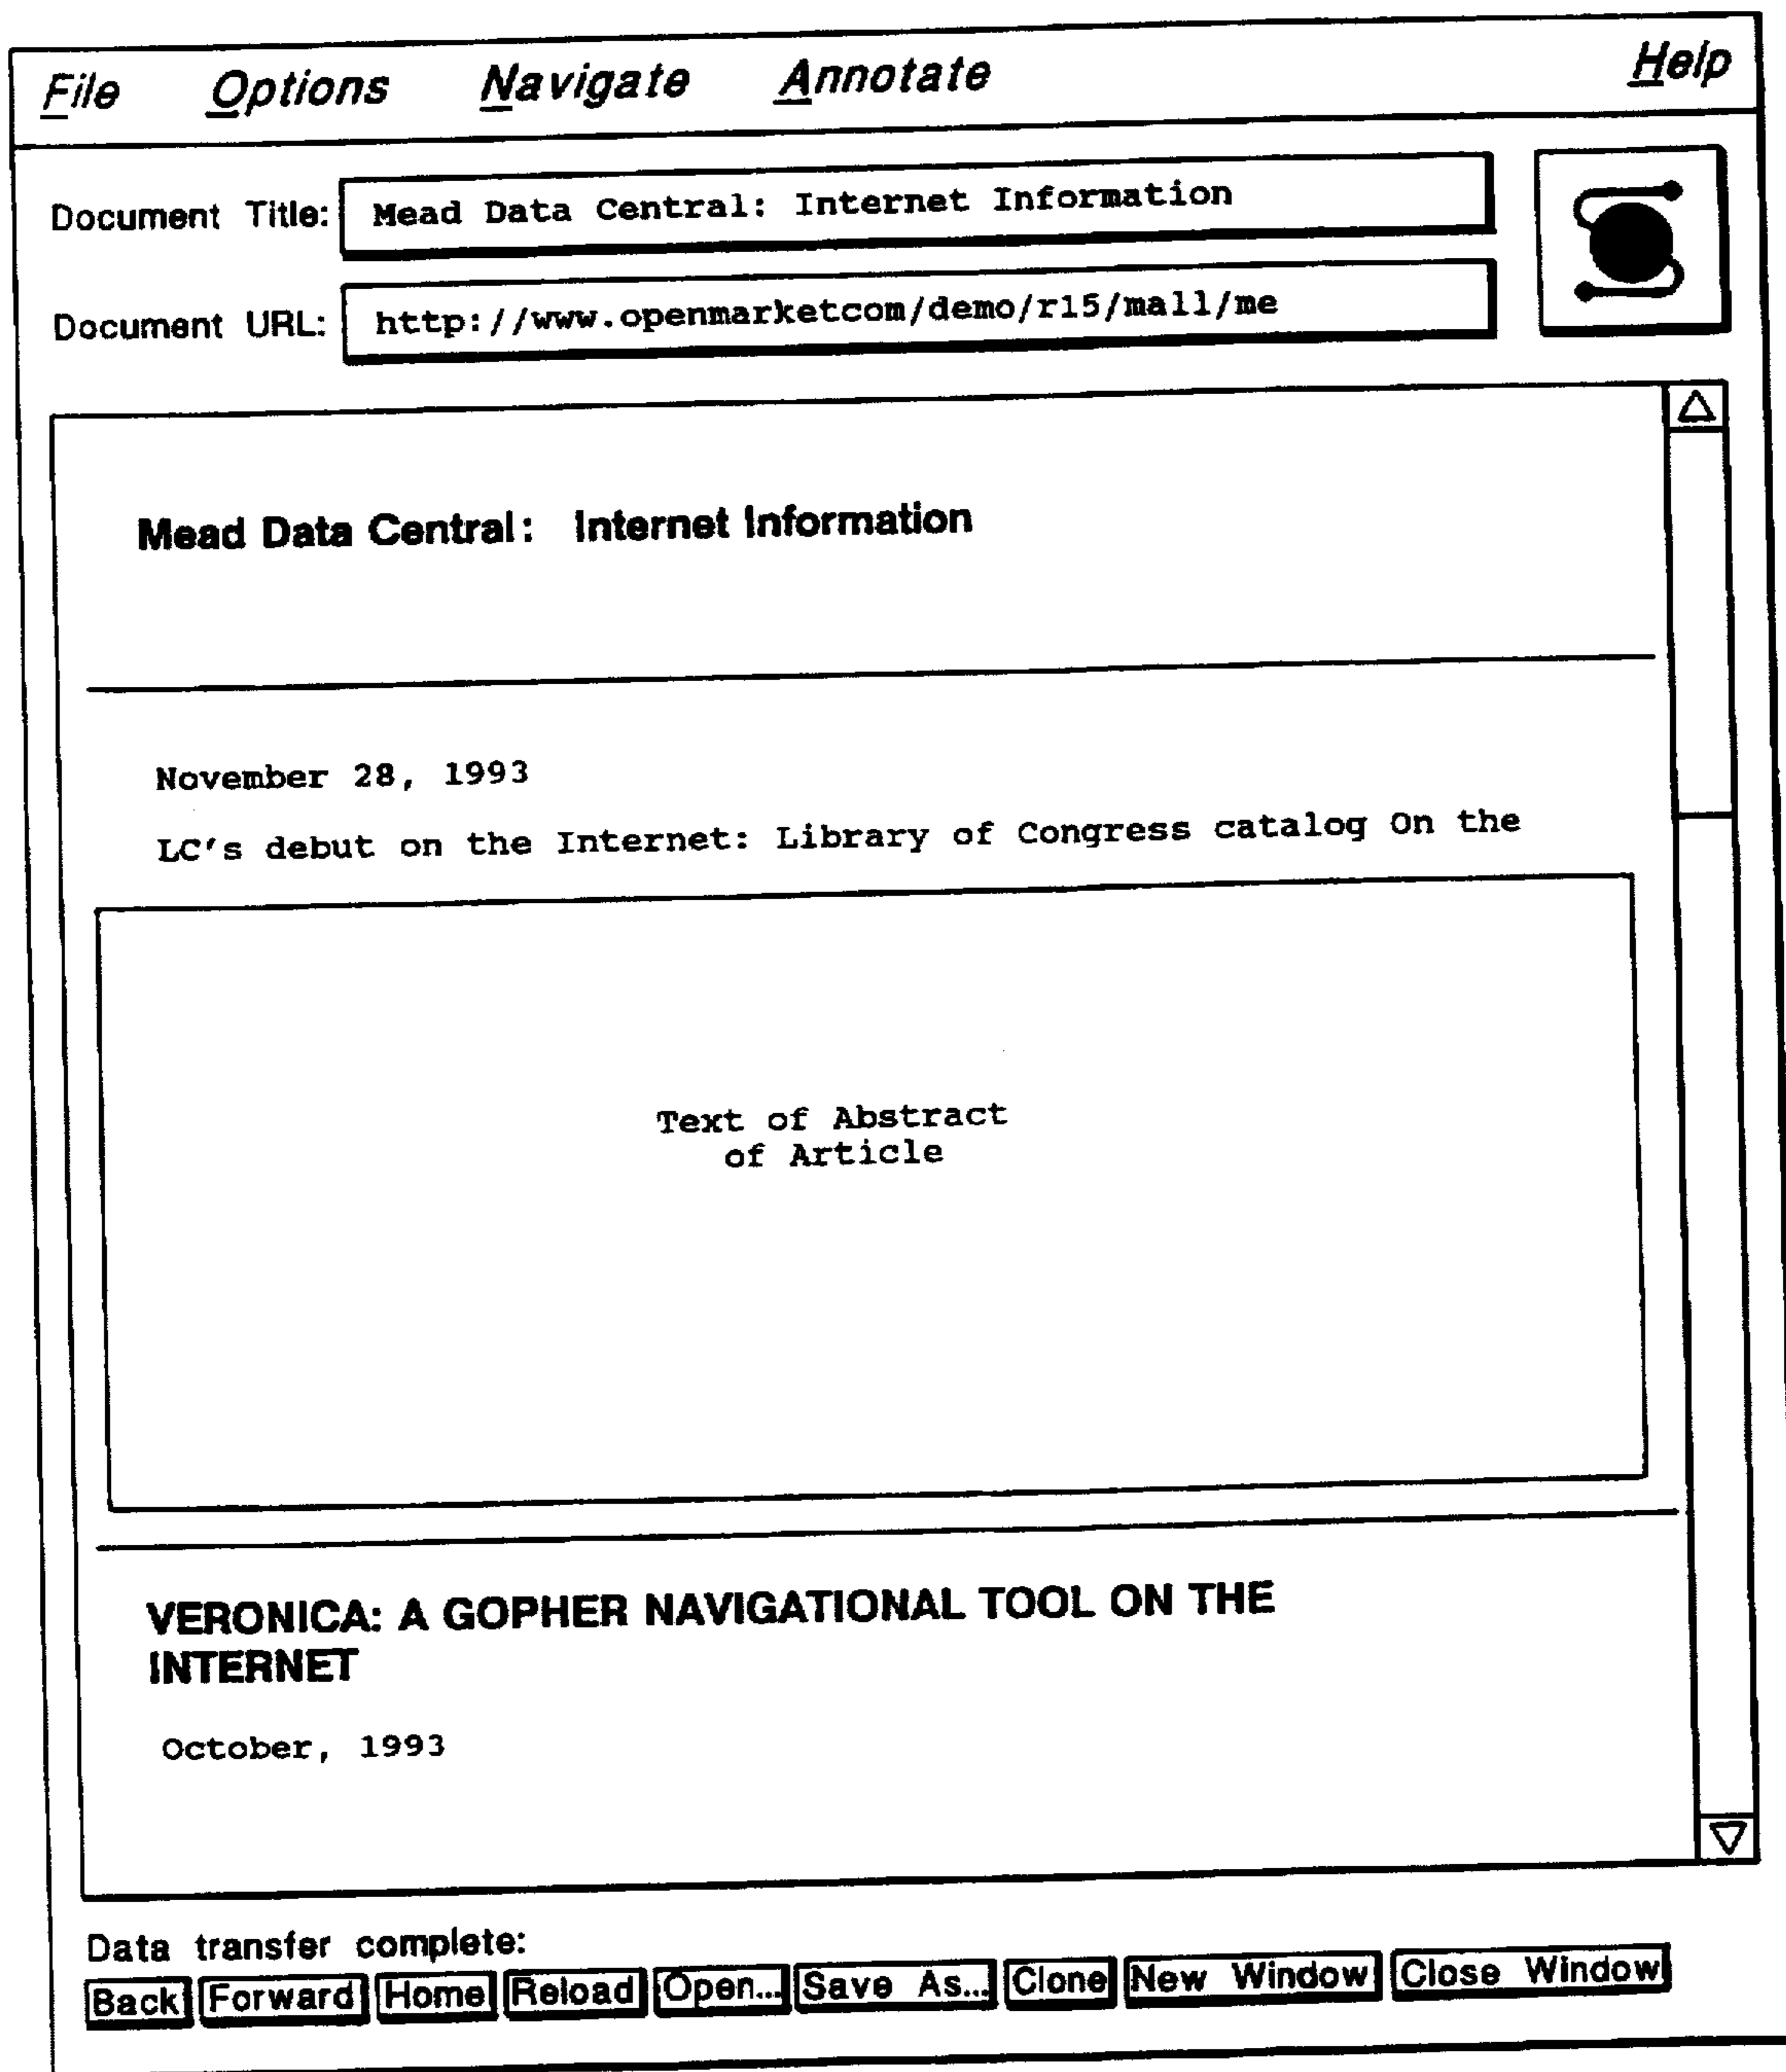 File Options Navigate Annotate Help
Document Title: Mead Data Central: Internet Information
Document URL: http://www.openmarketcom/demo/r15/mall/me
Mead Data Central: Internet Information
November 28, 1993
LC's debut on the Internet: Library of Congress catalog On the
Text of Abstract
of Article
VERONICA: A GOPHER NAVIGATIONAL TOOL ON THE
INTERNET
October, 1993
Data transfer complete:
Back Forward Home Reload Open... Save As... Clone New Window Close Window